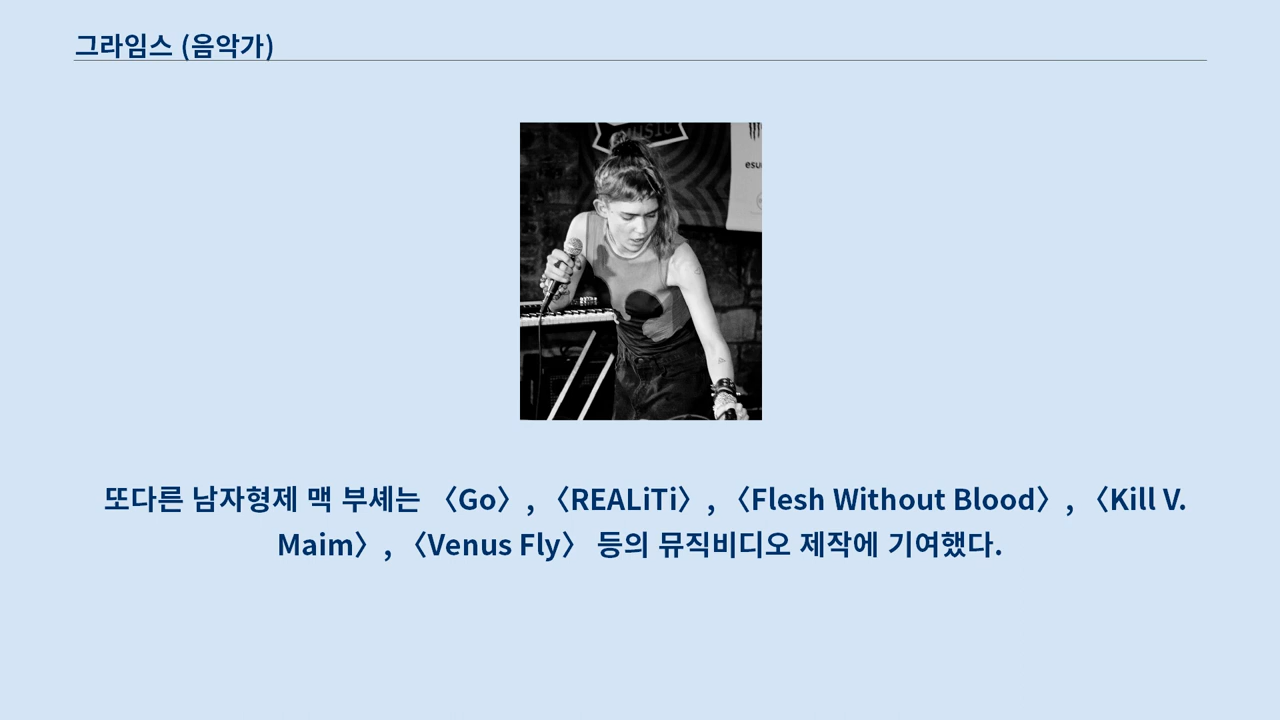 그라임스 (음악가)
music
esu
또다른 남자형제 맥 부셰는 〈Go〉, 〈REALiTi〉, 〈Flesh Without Blood〉, 〈Kill V.
Maim〉, 〈Venus Fly〉 등의 뮤직비디오 제작에 기여했다.